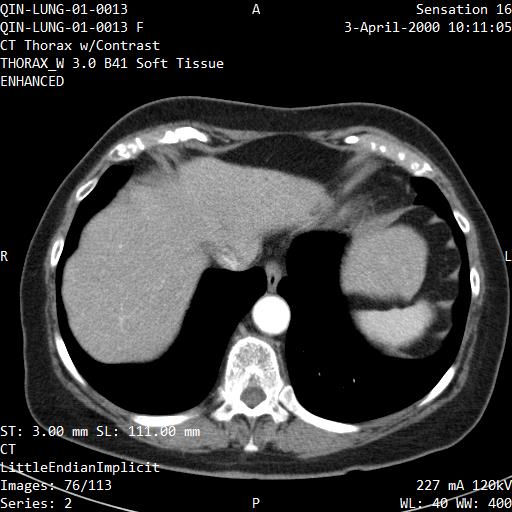 QIN-LUNG-01-0013
A
Sensation 16
QIN-LUNG-01-0013 F
3-April-2000 10:11:05
CT Thorax w/Contrast
THORAX_W 3.0 B41 Soft Tissue
ENHANCED
R
L
ST: 3.00 mm SL: 111.00 mm
CT
LittleEndianImplicit
Images: 76/113
227 mA 120kV
Series: 2
P
WL: 40 WW: 400